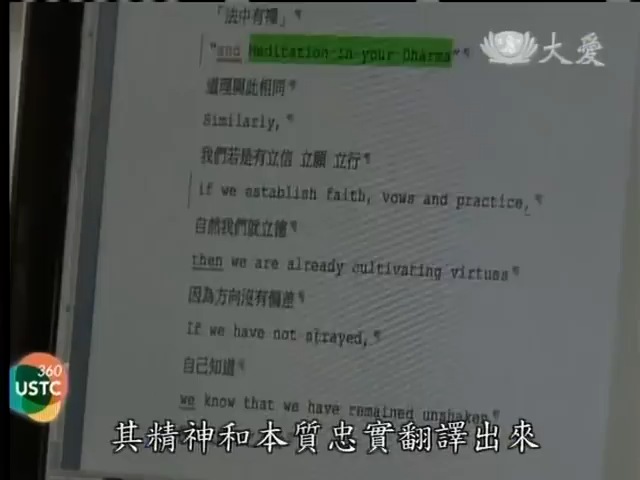 「法中有禪」
大愛
"and Meditation in your Dharma"
道理與此相同
Similarly,
我們若是有立信 立願 立行
if we establish faith, vows and practice,
自然我們就立德
then we are already cultivating virtues
因為方向沒有偏差
If we have not strayed,
自己知道
we know that we have remained unshaken
360
USTC
其精神和本質忠實翻譯出來